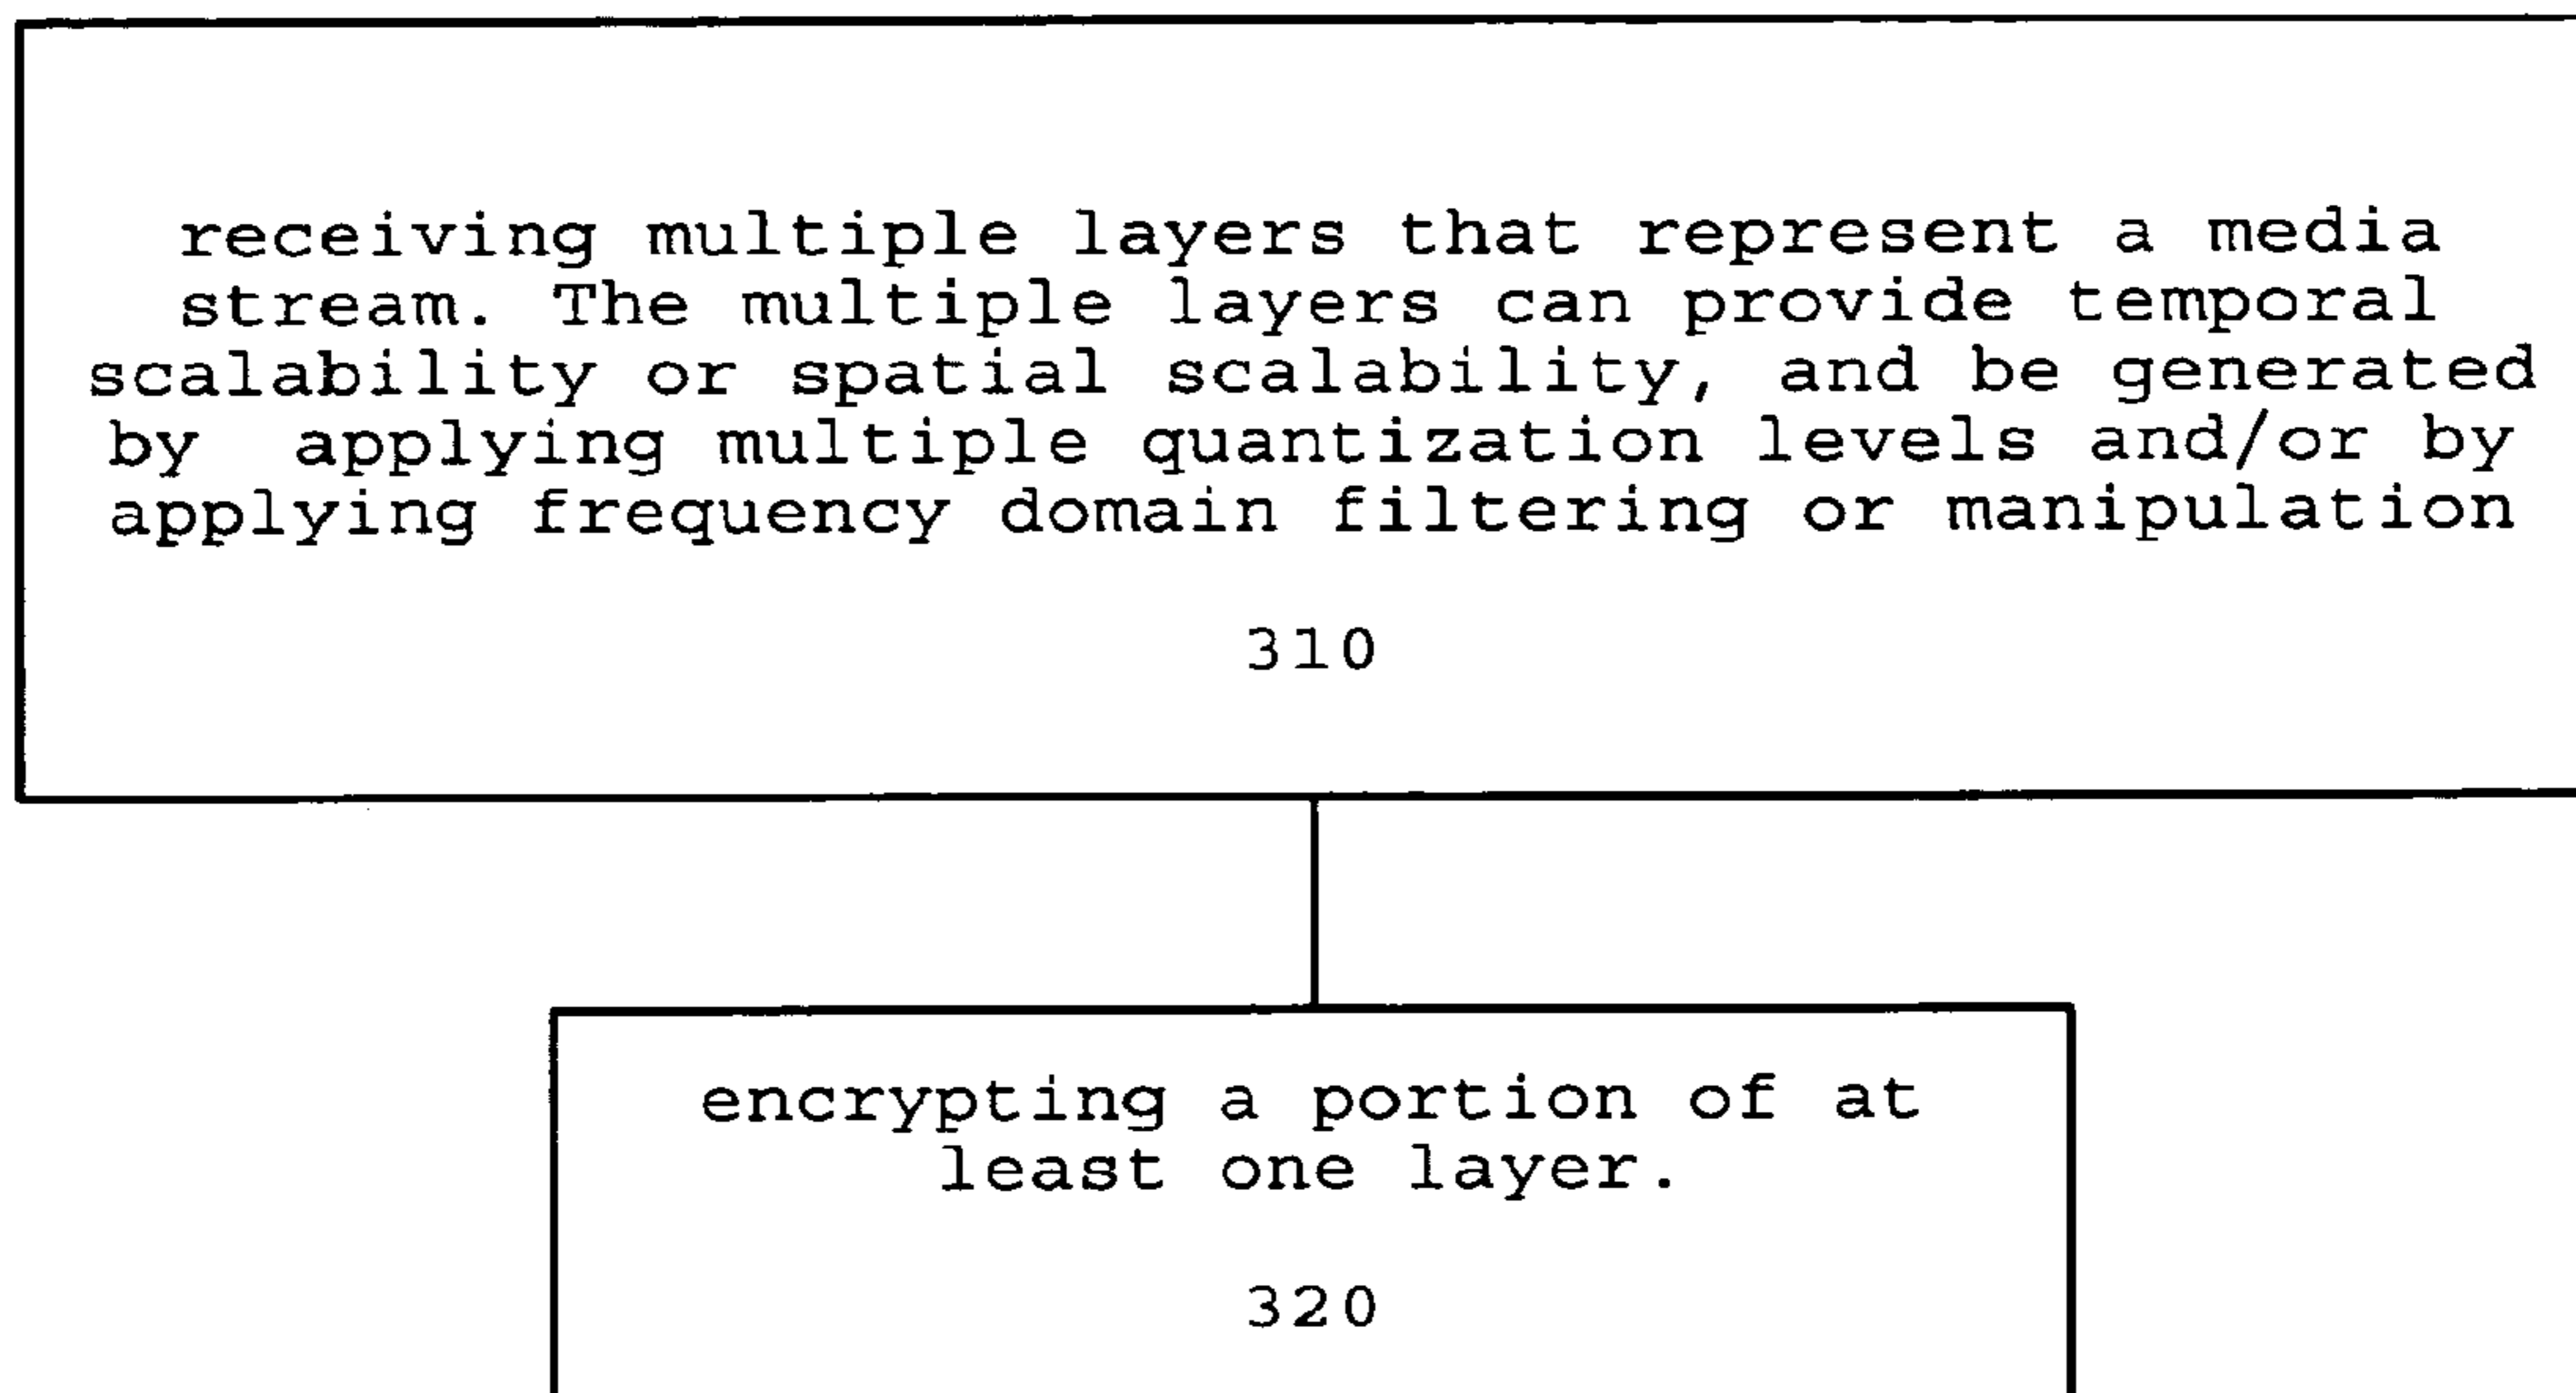 receiving multiple layers that represent a media
stream. The multiple layers can provide temporal
scalability or spatial scalability, and be generated
by applying multiple quantization levels and/or by
applying frequency domain filtering or manipulation
310
encrypting a portion of at
least one layer.
320